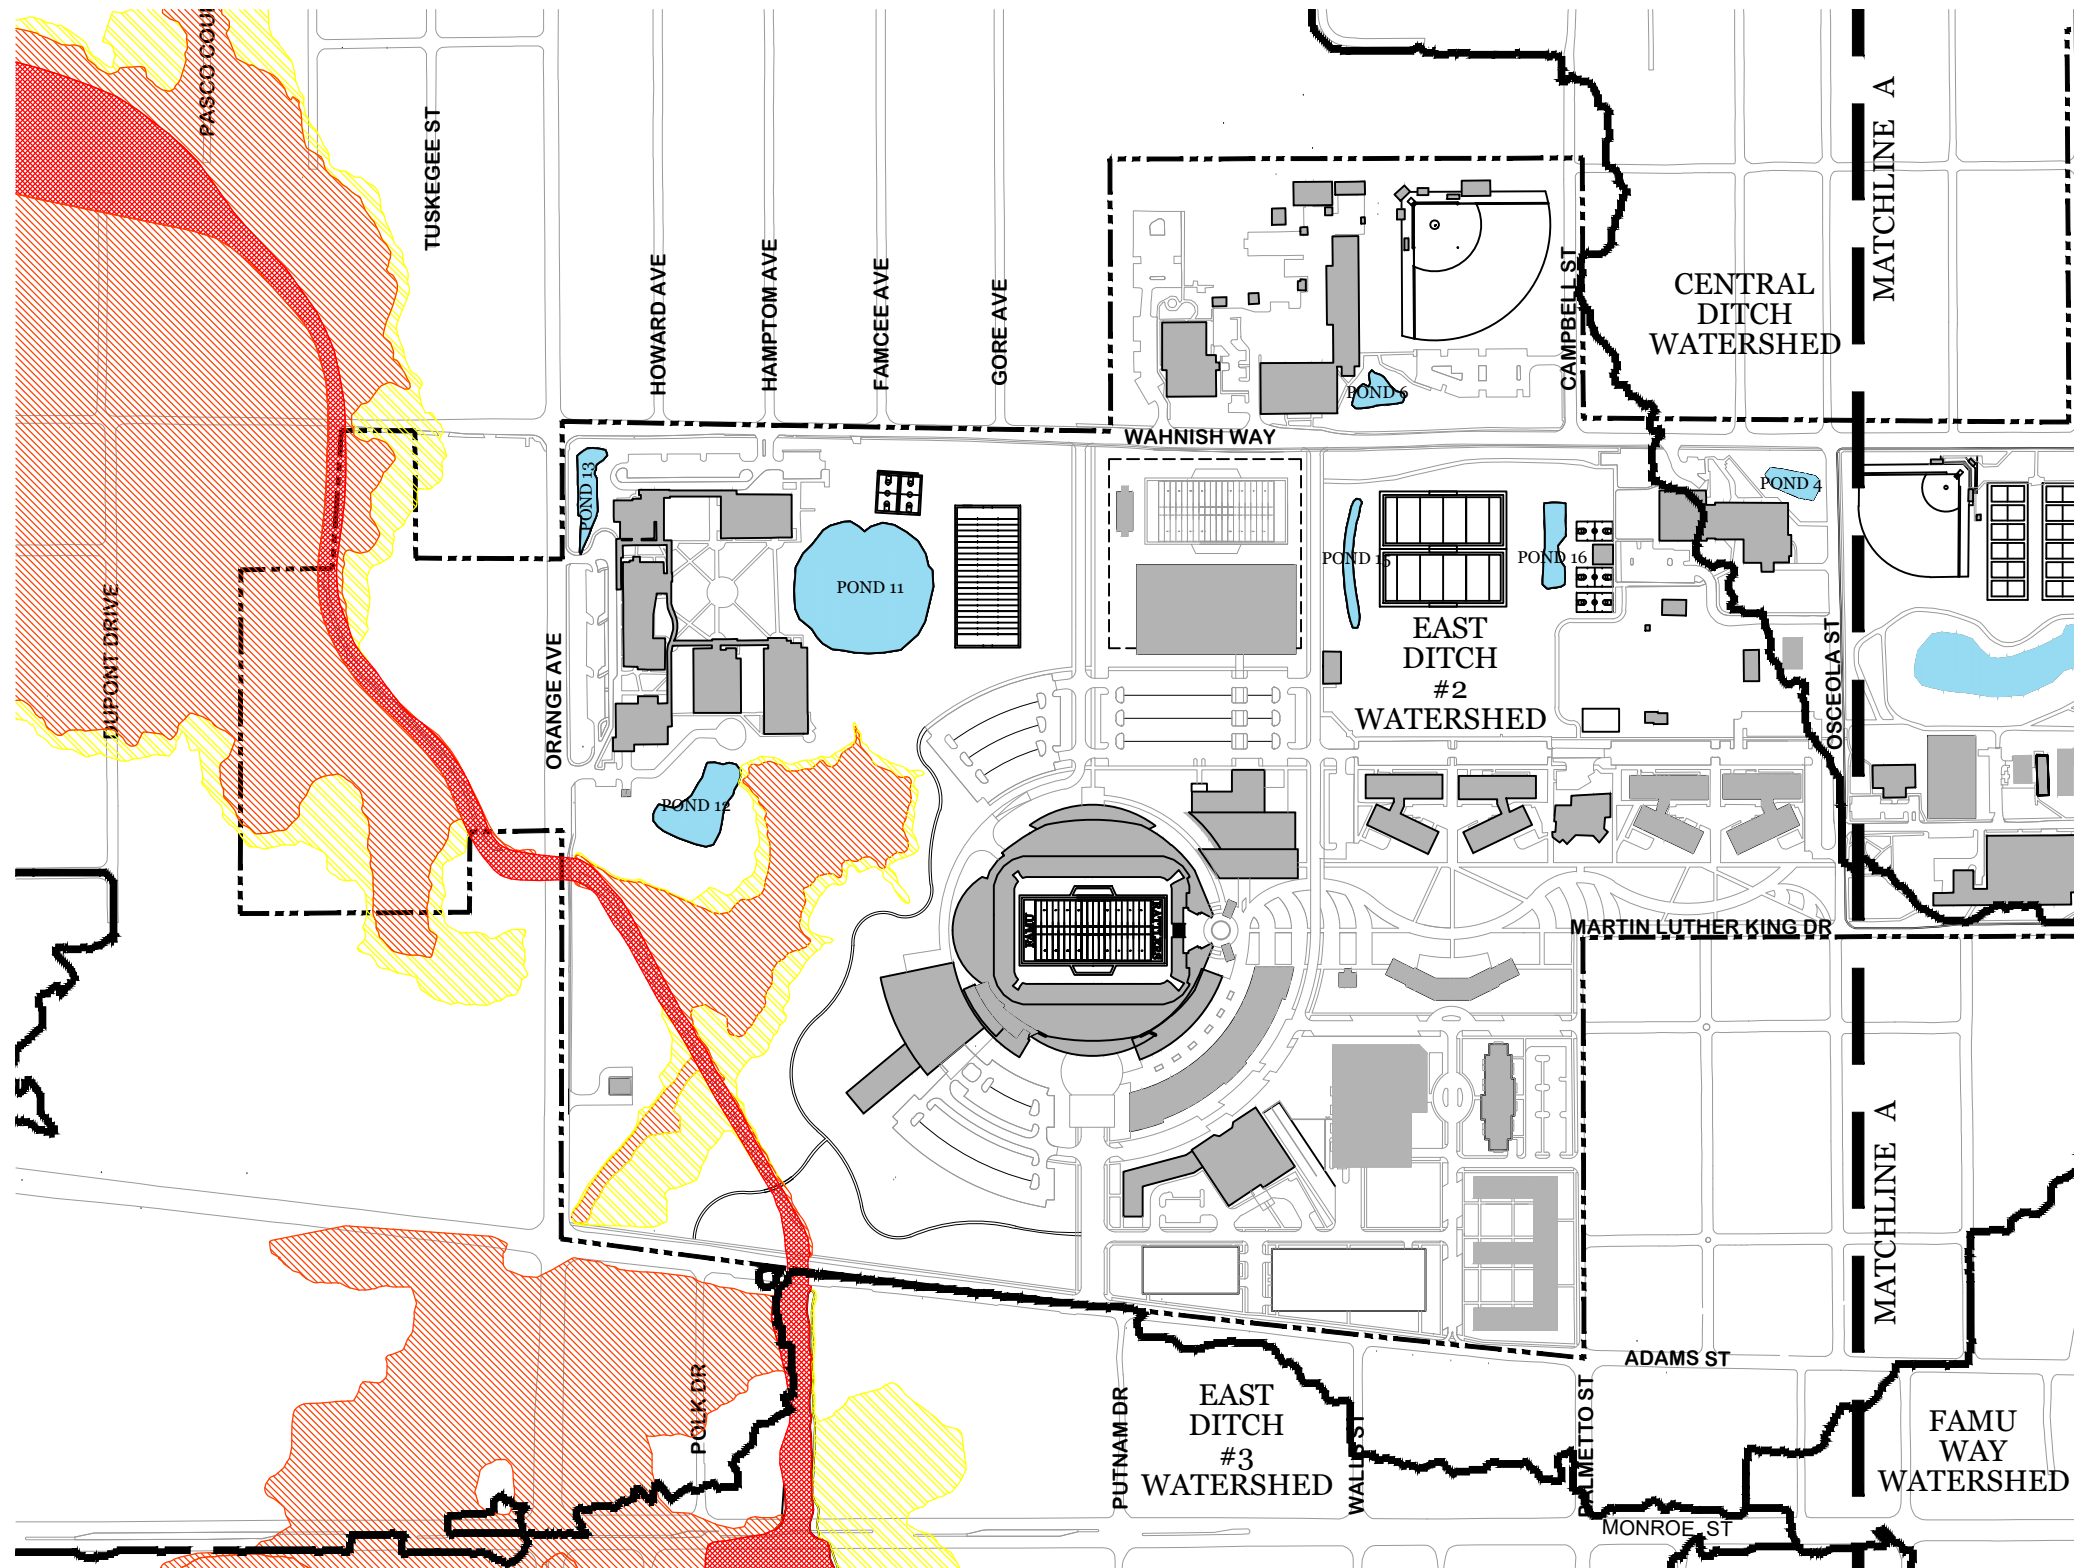 PASCO COU
TUSKEGEE ST
MATCHLINE A
HOWARD AVE
HAMPTOM AVE
FAMCEE AVE
GORE AVE
CAMPBELL ST
CENTRAL
DITCH
WATERSHED
POND 6
WAHNISH WAY
POND 13
POND 4
POND 11
POND 15
POND 16
DUPONT DRIVE
ORANGE AVE
EAST
DITCH
#2
WATERSHED
OSCEOLA ST
POND 12
FAMU
MARTIN LUTHER KING DR
MATCHLINE A
ADAMS ST
POLK DR
PUTNAM DR
EAST
DITCH
#3
WATERSHED
WALLS ST
PALMETTO ST
FAMU
WAY
WATERSHED
MONROE ST